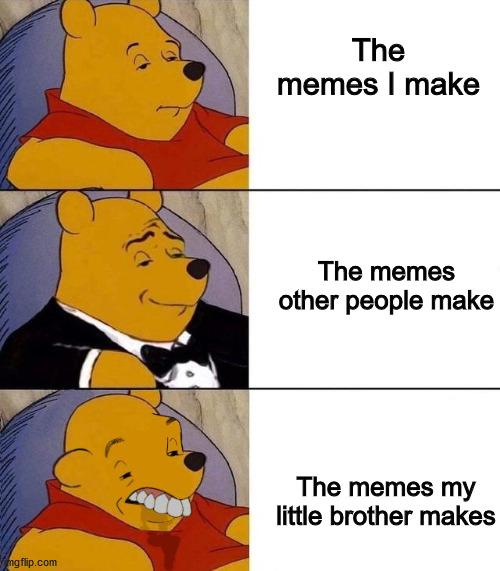 The
memes I make
The memes
other people make
The memes my
little brother makes
imgflip.com